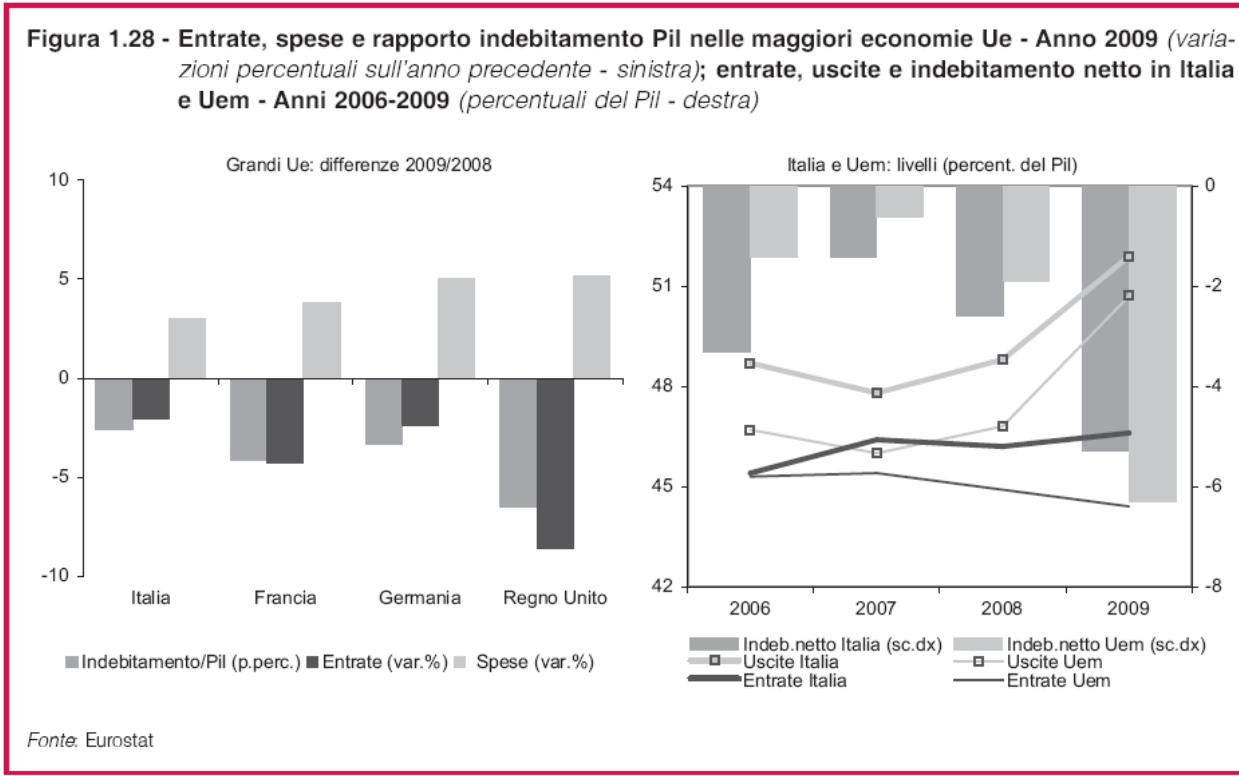 Figura 1.28 - Entrate, spese e rapporto indebitamento Pil nelle maggiori economie Ue - Anno 2009 (varia-
zioni percentuali sull'anno precedente - sinistra); entrate, uscite e indebitamento netto in Italia
e Uem - Anni 2006-2009 (percentuali del Pil - destra)
Grandi Ue: differenze 2009/2008
10
5
0
-5
-10
Italia Francia Germania Regno Unito
Indebitamento/Pil (p.perc.) Entrate (var.%) Spese (var.%)
Italia e Uem: livelli (percent. del Pil)
54 0
51 -2
48 -4
45 -6
42 -8
2006 2007 2008 2009
Indeb.netto Italia (sc.dx) Indeb.netto Uem (sc.dx)
Uscite Italia Uscite Uem
Entrate Italia Entrate Uem
Fonte: Eurostat